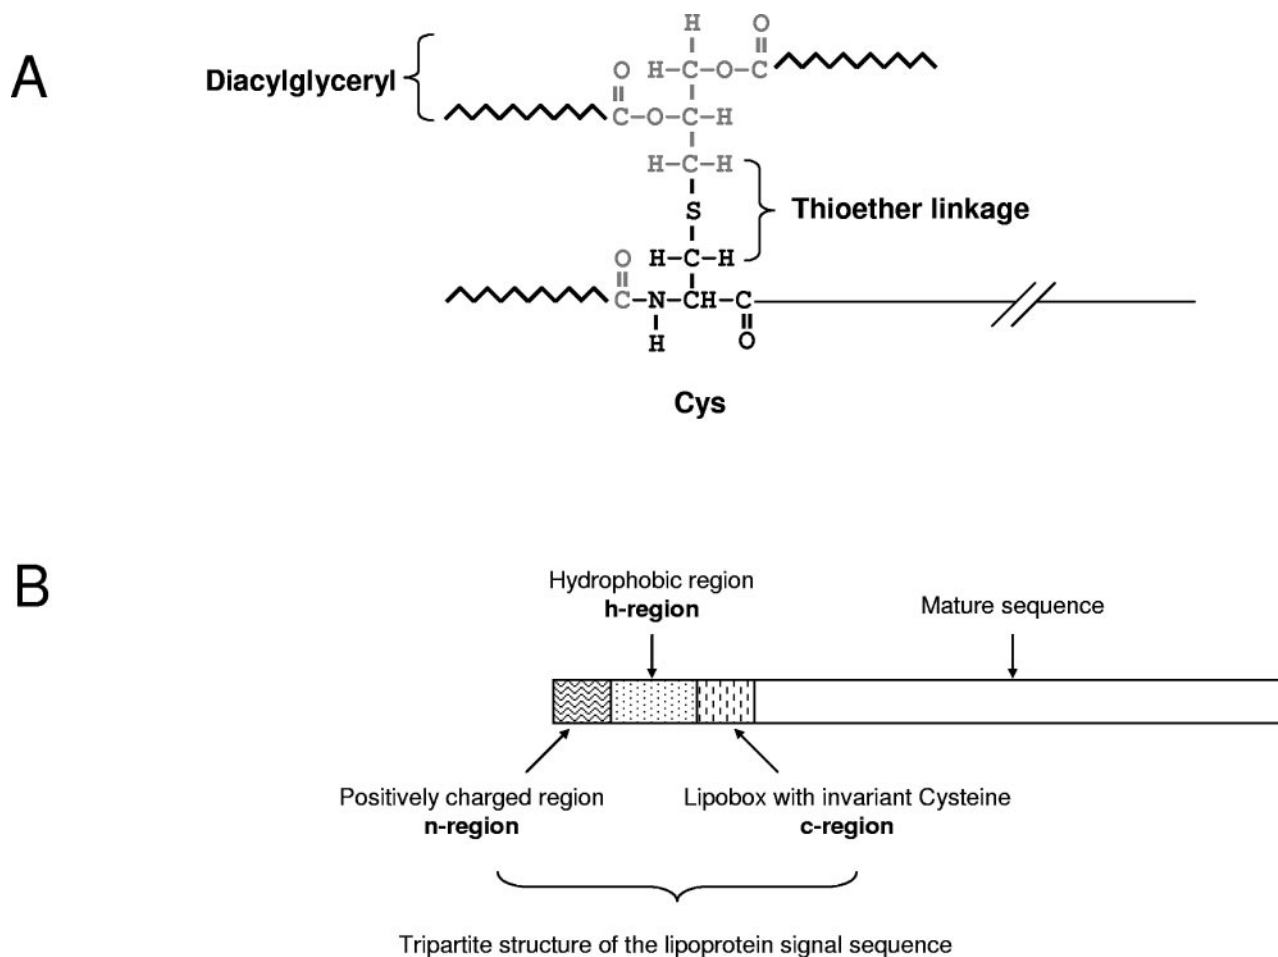 A
H O
Diacylglyceryl O H–C–O–C
C–O–C–H
H–C–H
S Thioether linkage
O H–C–H
C–N–CH–C
H O
Cys
B
Hydrophobic region
h-region
Mature sequence
Positively charged region
n-region
Lipobox with invariant Cysteine
c-region
Tripartite structure of the lipoprotein signal sequence